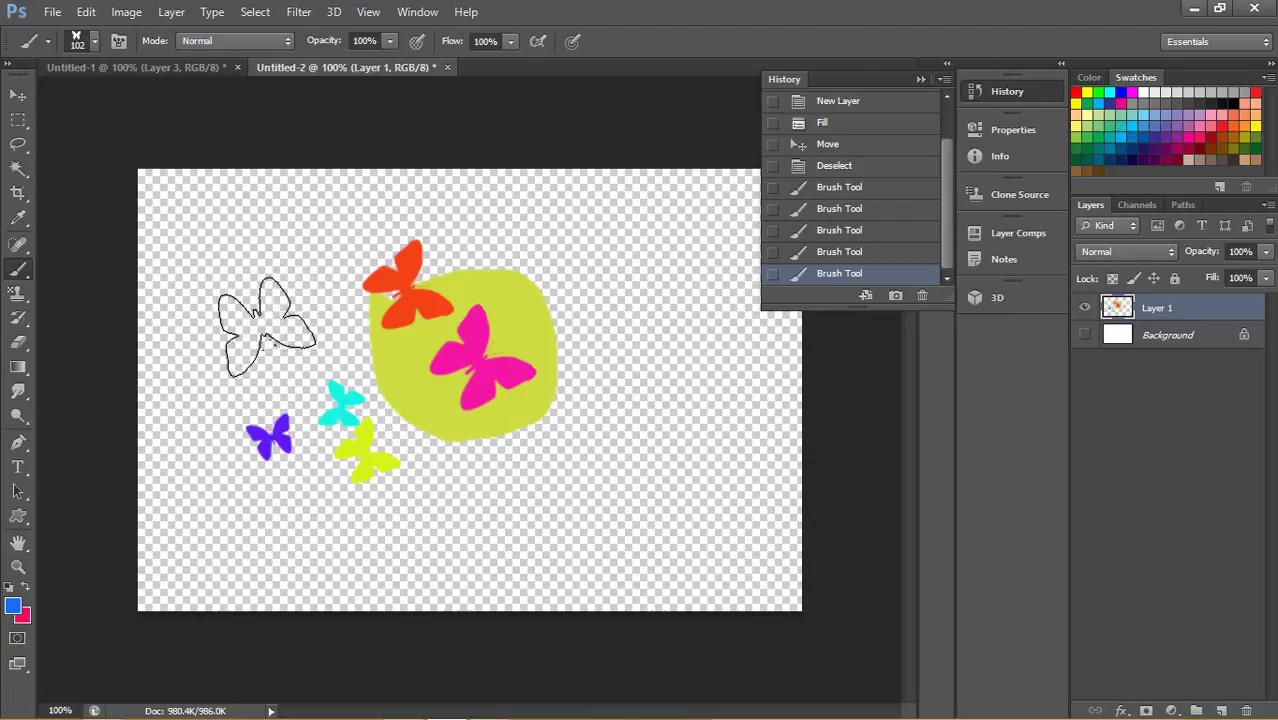 Ps File Edit Image Layer Type Select Filter 3D View Window Help
102 Mode: Normal Opacity: 100% Flow: 100% Essentials
Untitled-1 @ 100% (Layer 3, RGB/8) * × Untitled-2 @ 100% (Layer 1, RGB/8) * ×
History
New Layer
Fill
Move
Deselect
Brush Tool
Brush Tool
Brush Tool
Brush Tool
Brush Tool
History
Properties
Info
Clone Source
Layer Comps
Notes
3D
Color Swatches
Layers Channels Paths
Kind
Normal Opacity: 100%
Lock: Fill: 100%
Layer 1
Background
100% Doc: 980.4K/986.0K